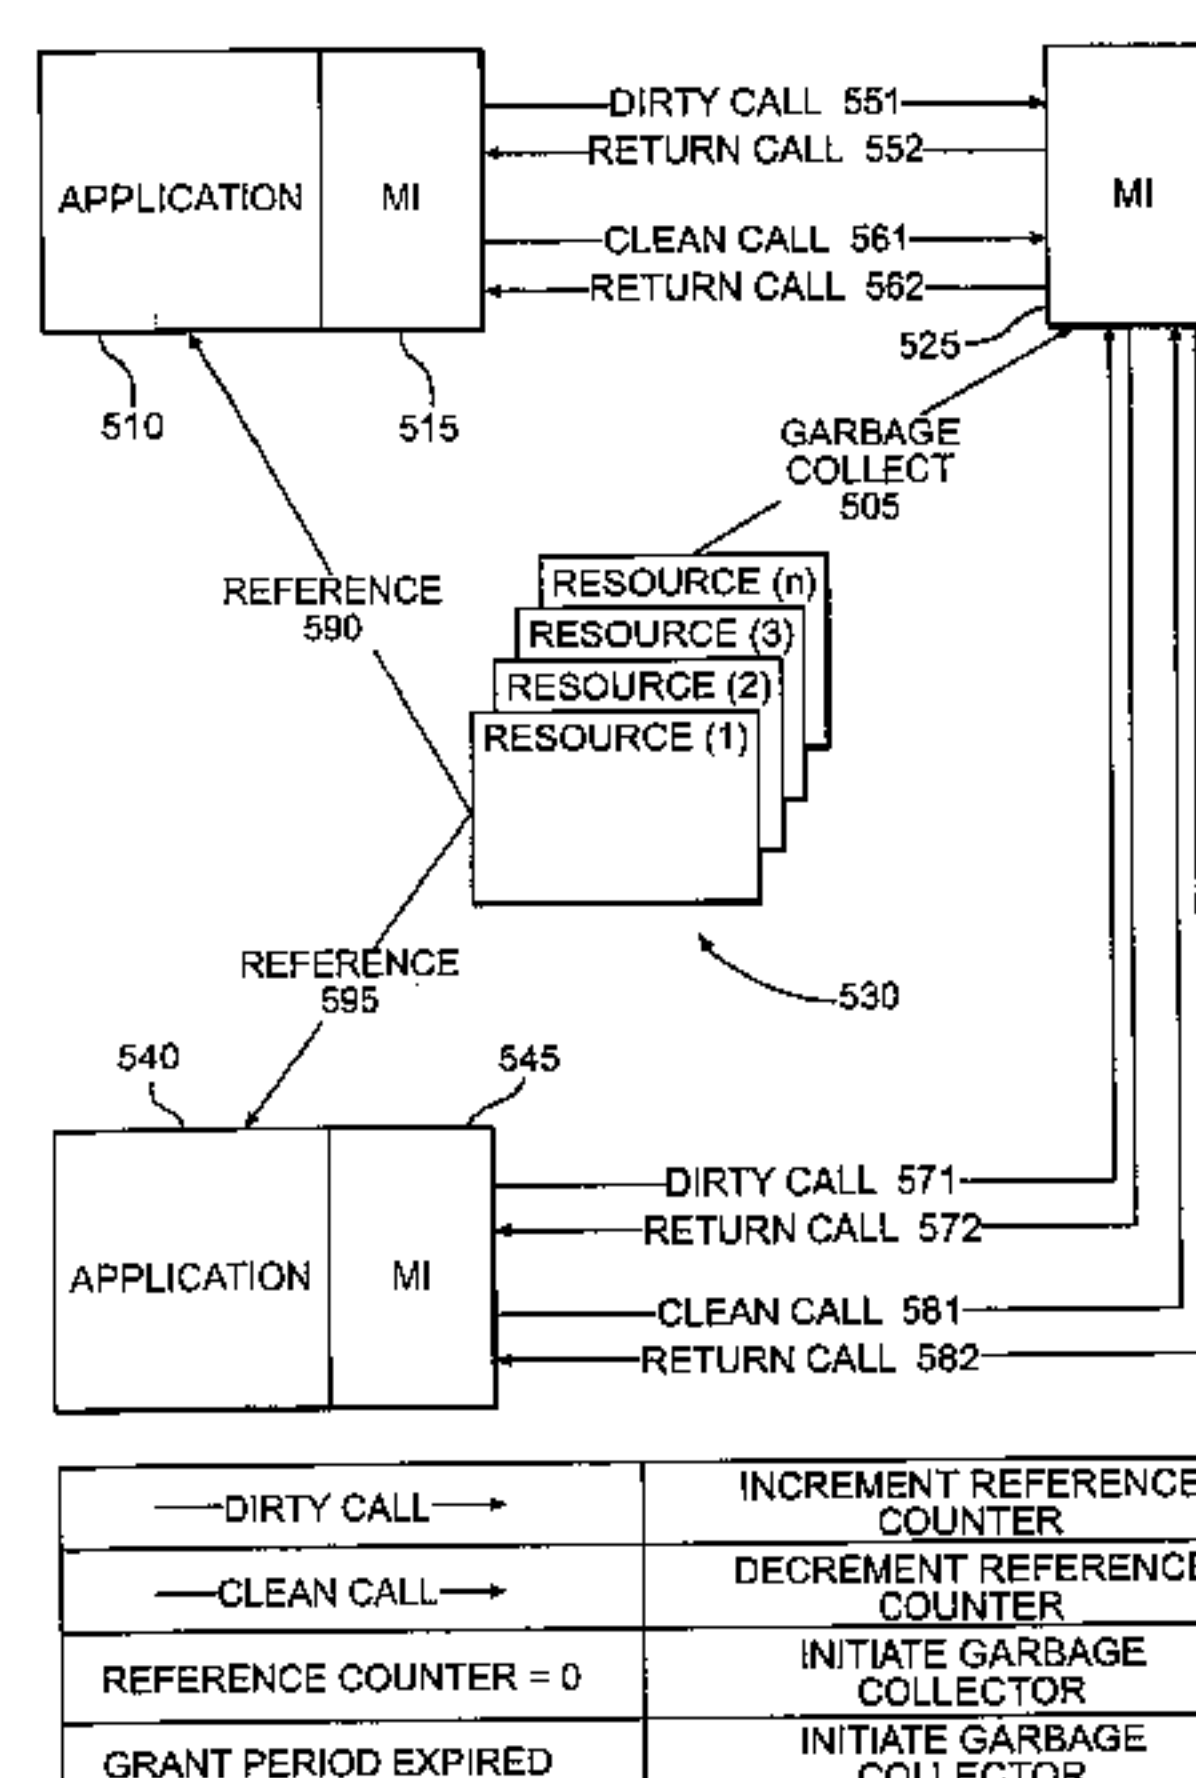 DIRTY CALL 551
RETURN CALL 552
APPLICATION
MI
MI
CLEAN CALL 561
RETURN CALL 562
525
510
515
GARBAGE
COLLECT
505
RESOURCE (n)
REFERENCE
590
RESOURCE (3)
RESOURCE (2)
RESOURCE (1)
REFERENCE
595
530
540
545
DIRTY CALL 571
RETURN CALL 572
APPLICATION
MI
CLEAN CALL 581
RETURN CALL 582
DIRTY CALL
INCREMENT REFERENCE
COUNTER
CLEAN CALL
DECREMENT REFERENCE
COUNTER
REFERENCE COUNTER = 0
INITIATE GARBAGE
COLLECTOR
GRANT PERIOD EXPIRED
INITIATE GARBAGE
COLLECTOR